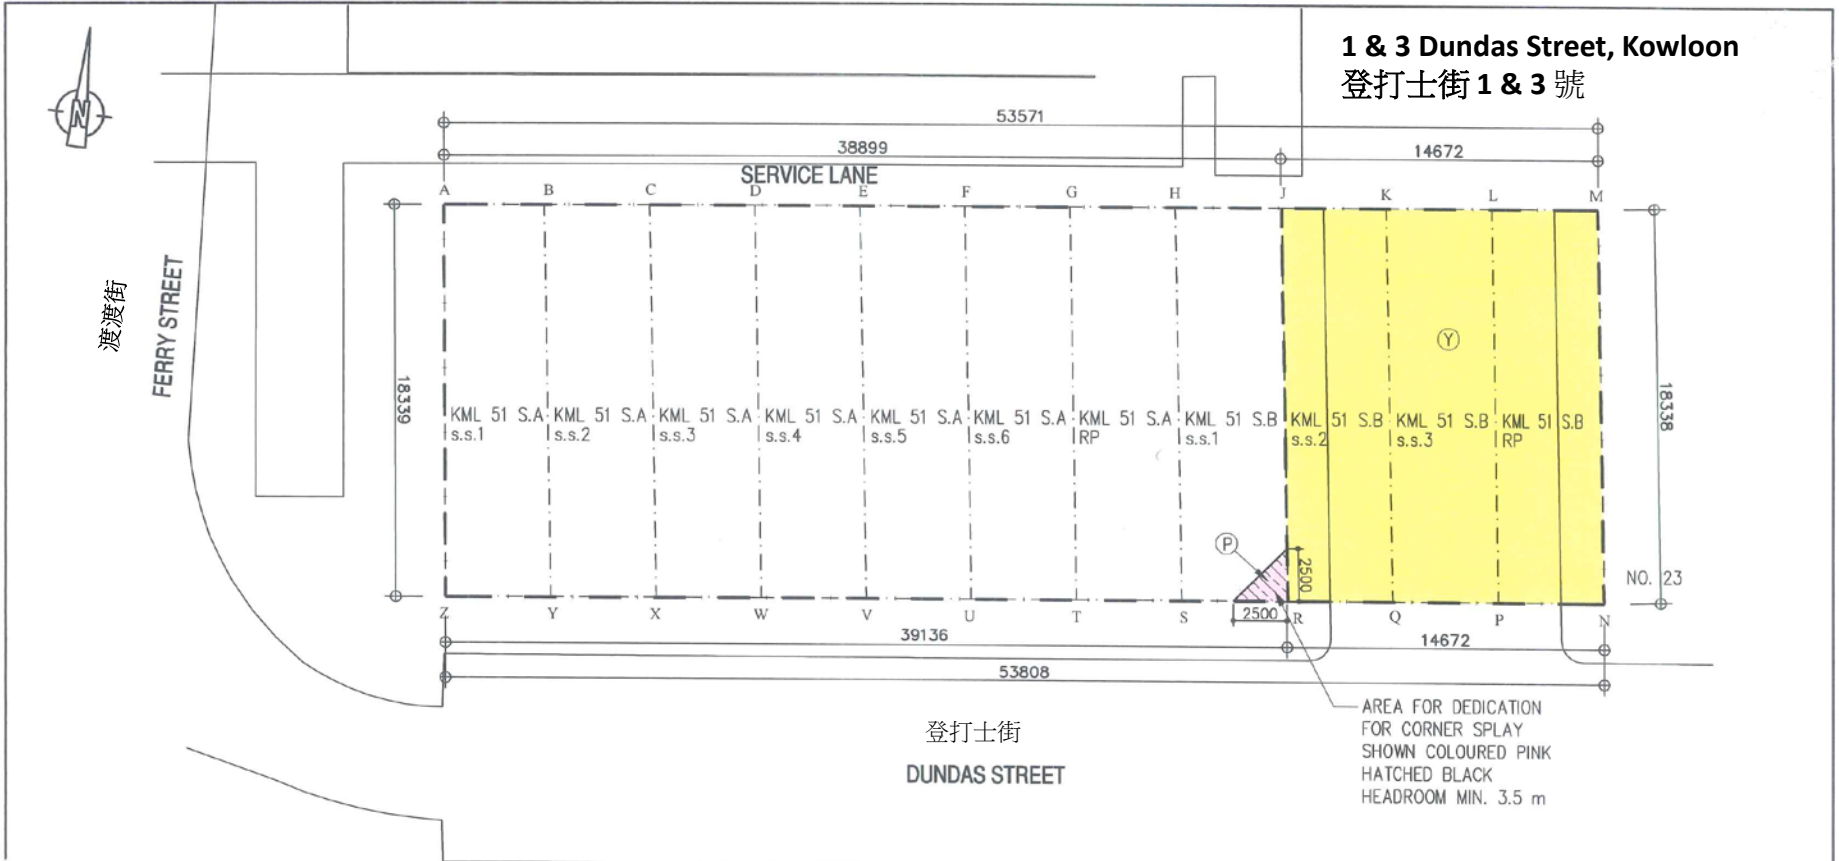 1 & 3 Dundas Street, Kowloon
登打士街 1 & 3 號
N
53571
38899
14672
SERVICE LANE
A B C D E F G H J K L M
渡渡街
FERRY STREET
18339
KML 51 S.A
s.s.1
KML 51 S.A
s.s.2
KML 51 S.A
s.s.3
KML 51 S.A
s.s.4
KML 51 S.A
s.s.5
KML 51 S.A
s.s.6
KML 51 S.A
RP
KML 51 S.B
s.s.1
KML 51 S.B
s.s.2
KML 51 S.B
s.s.3
KML 51 S.B
RP
Y
18338
P
2500
2500
NO. 23
Z Y X W V U T S R Q P N
39136
14672
53808
登打士街
DUNDAS STREET
AREA FOR DEDICATION
FOR CORNER SPLAY
SHOWN COLOURED PINK
HATCHED BLACK
HEADROOM MIN. 3.5 m